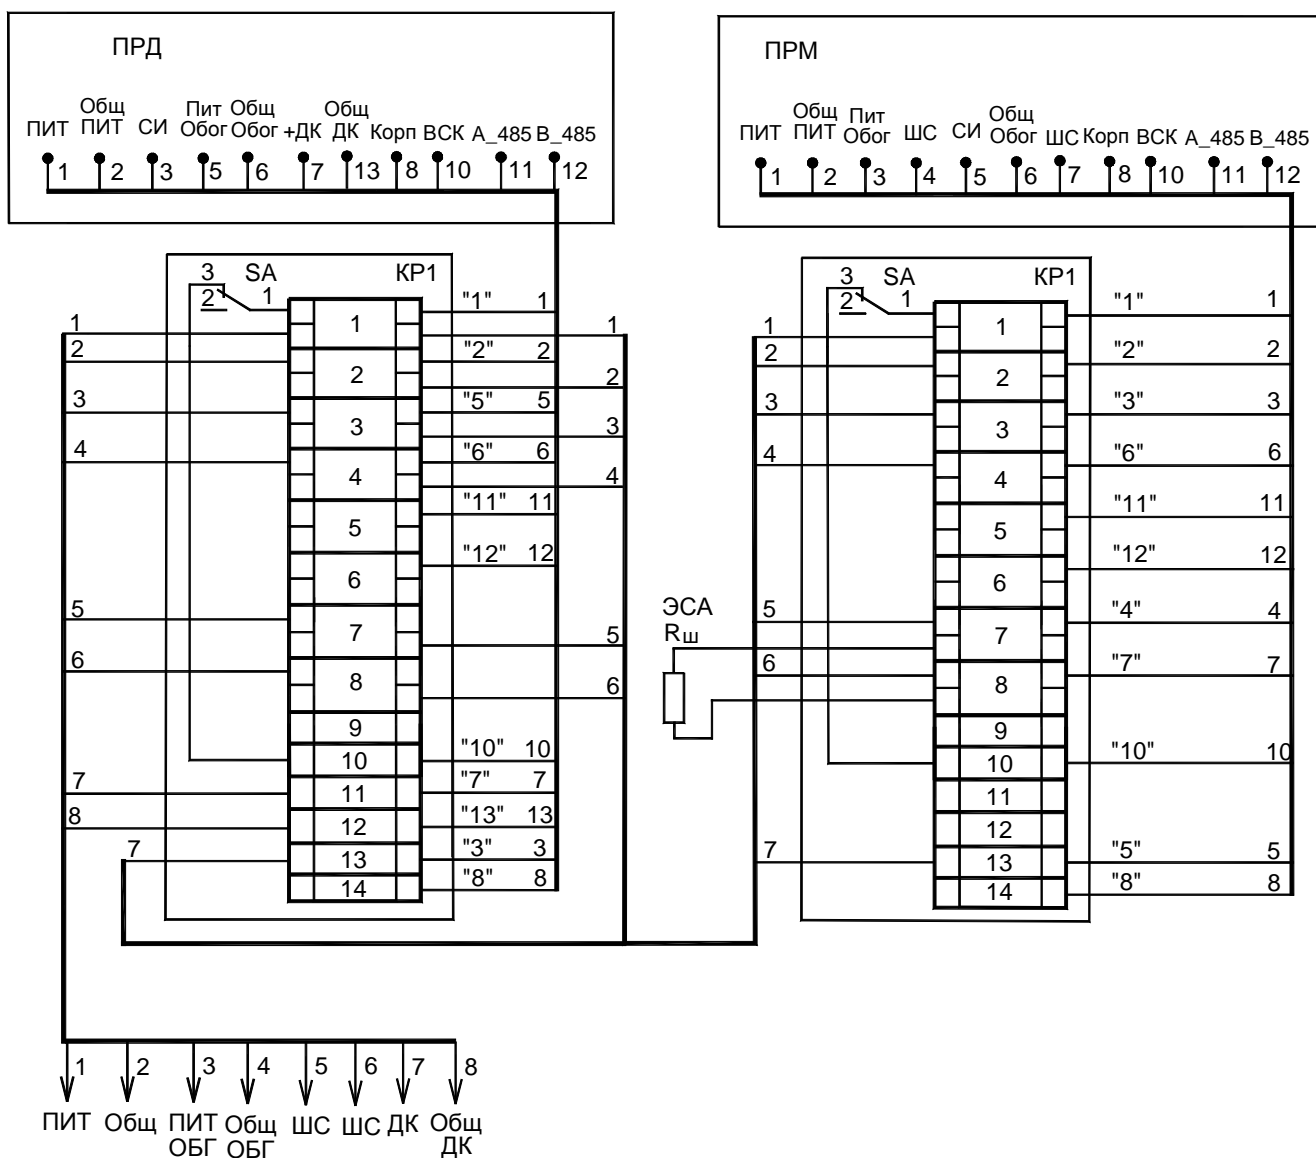 ПРД
ПИТ Общ ПИТ СИ Пит Обог Общ Обог +ДК Общ ДК Корп ВСК А_485 В_485
1 2 3 5 6 7 13 8 10 11 12
ПРМ
ПИТ Общ ПИТ Пит Обог ШС СИ Общ Обог ШС Корп ВСК А_485 В_485
1 2 3 4 5 6 7 8 10 11 12
3 SA КР1
2 1
1 1 "1" 1 1
2 2 "2" 2 2
3 3 "5" 5 3
4 4 "6" 6 4
5 "11" 11
6 "12" 12
5 7 5
6 8 6
9
10 "10" 10
7 11 "7" 7
8 12 "13" 13
7 13 "3" 3
14 "8" 8
3 SA КР1
2 1
1 1 "1" 1
2 2 "2" 2
3 3 "3" 3
4 4 "6" 6
5 "11" 11
6 "12" 12
ЭСА
Rш
5 7 "4" 4
6 8 "7" 7
9
10 "10" 10
11
12
7 13 "5" 5
14 "8" 8
1 2 3 4 5 6 7 8
ПИТ Общ ПИТ ОБГ Общ ОБГ ШС ШС ДК Общ ДК